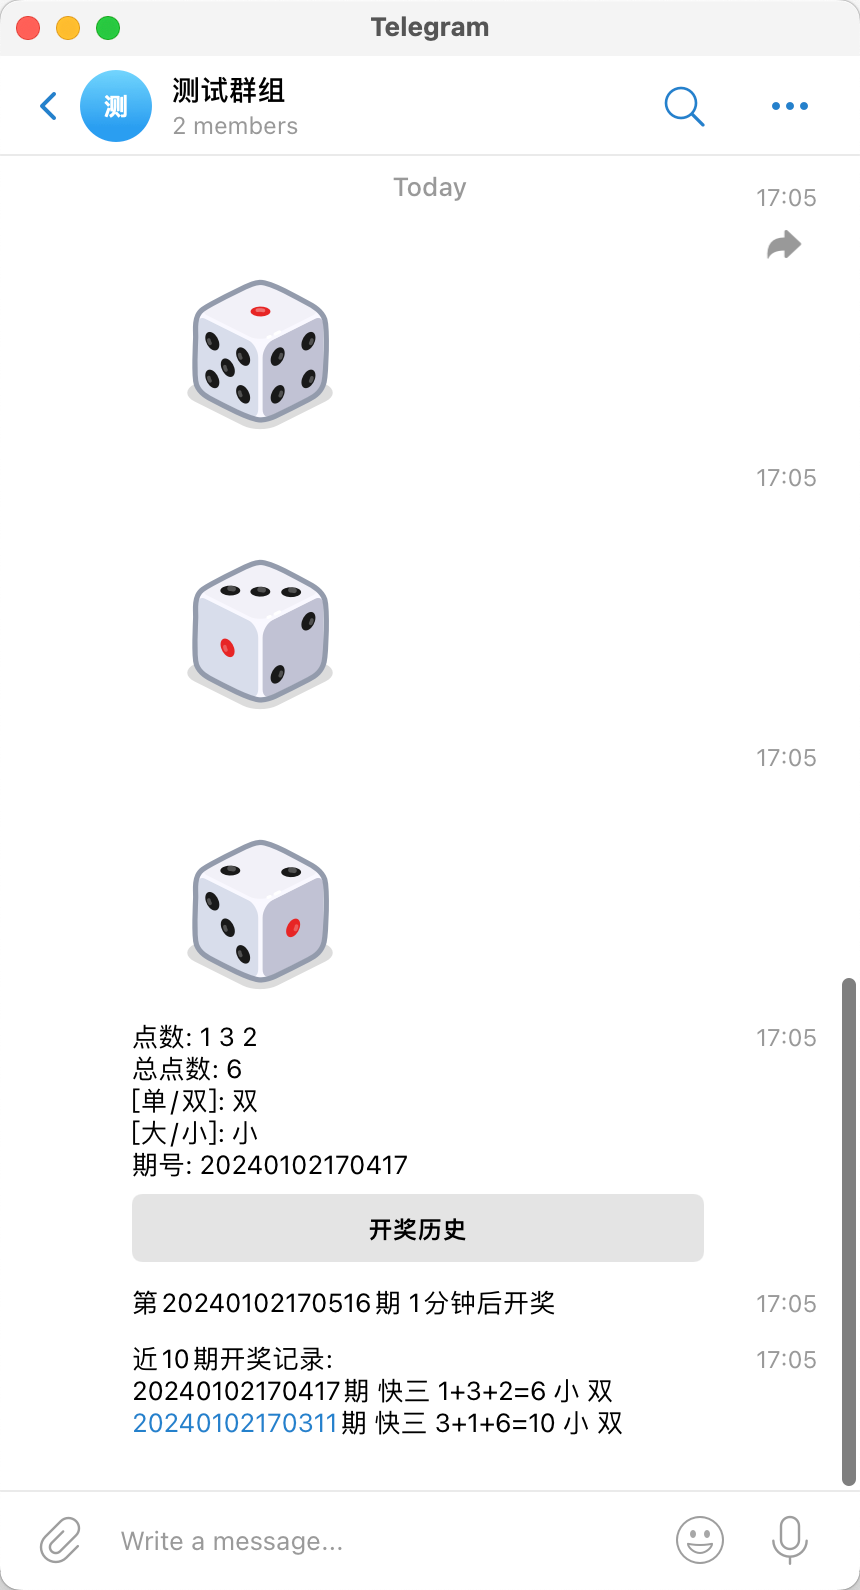 Telegram
测
测试群组
2 members
Today
17:05
17:05
17:05
点数: 1 3 2
17:05
总点数: 6
[单/双]: 双
[大/小]: 小
期号: 20240102170417
开奖历史
第20240102170516期 1分钟后开奖
17:05
近10期开奖记录:
17:05
20240102170417期 快三 1+3+2=6 小 双
20240102170311期 快三 3+1+6=10 小 双
Write a message...